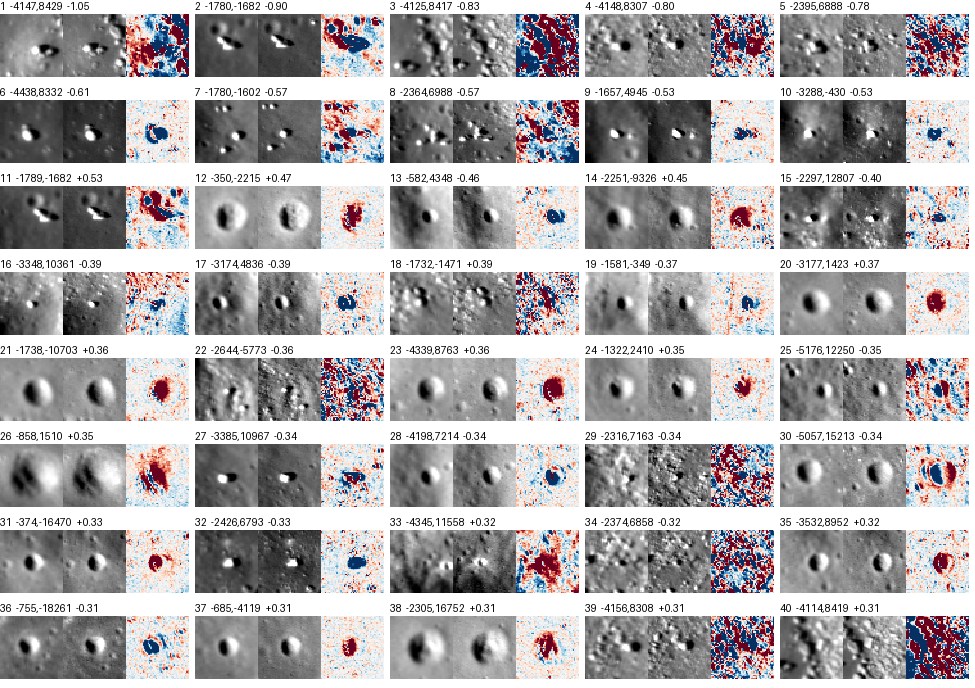 1 -4147,8429 -1.05
2 -1780,-1682 -0.90
3 -4125,8417 -0.83
4 -4148,8307 -0.80
5 -2395,6888 -0.78
6 -4438,8332 -0.61
7 -1780,-1602 -0.57
8 -2364,6988 -0.57
9 -1657,4945 -0.53
10 -3288,-430 -0.53
11 -1789,-1682 +0.53
12 -350,-2215 +0.47
13 -582,4348 -0.46
14 -2251,-9326 +0.45
15 -2297,12807 -0.40
16 -3348,10361 -0.39
17 -3174,4836 -0.39
18 -1732,-1471 +0.39
19 -1581,-349 -0.37
20 -3177,1423 +0.37
21 -1738,-10703 +0.36
22 -2644,-5773 -0.36
23 -4339,8763 +0.36
24 -1322,2410 +0.35
25 -5176,12250 -0.35
26 -858,1510 +0.35
27 -3385,10967 -0.34
28 -4198,7214 -0.34
29 -2316,7163 -0.34
30 -5057,15213 -0.34
31 -374,-16470 +0.33
32 -2426,6793 -0.33
33 -4345,11558 +0.32
34 -2374,6858 -0.32
35 -3532,8952 +0.32
36 -755,-18261 -0.31
37 -685,-4119 +0.31
38 -2305,16752 +0.31
39 -4156,8308 +0.31
40 -4114,8419 +0.31